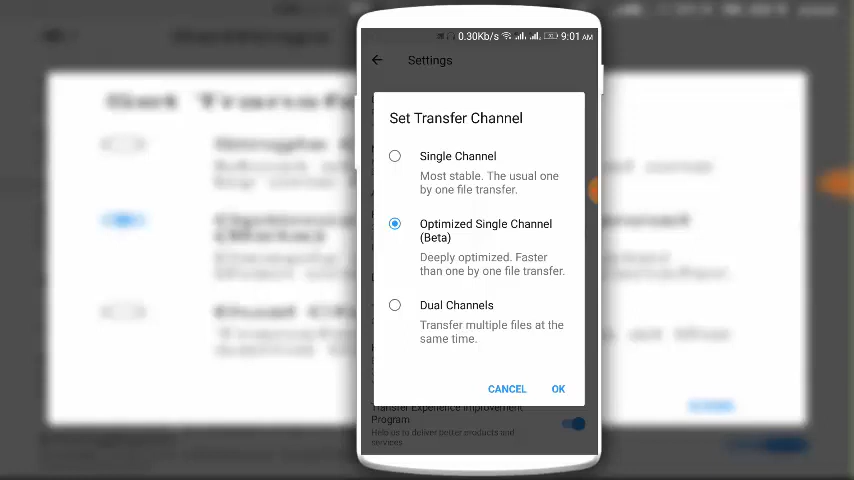 0.30Kb/s 9:01 AM
Settings
Set Transfer Channel
Single Channel
Most stable. The usual one
by one file transfer.
Optimized Single Channel
(Beta)
Deeply optimized. Faster
than one by one file transfer.
Dual Channels
Transfer multiple files at the
same time.
CANCEL OK
Transfer Experience Improvement
Program
Help us to deliver better products and
services